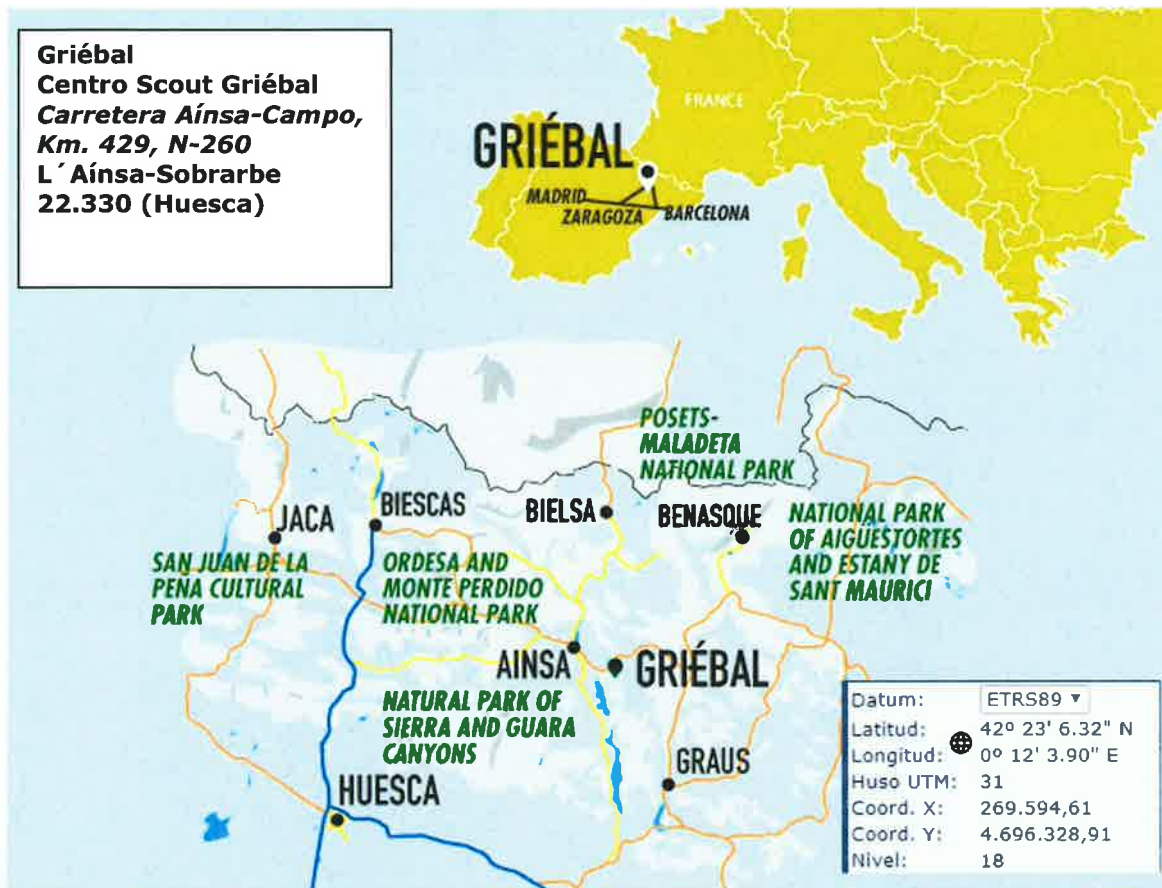 Griébal
Centro Scout Griébal
Carretera Aínsa-Campo,
Km. 429, N-260
L´Aínsa-Sobrarbe
22.330 (Huesca)
FRANCE
GRIÉBAL
MADRID
ZARAGOZA
BARCELONA
POSETS-
MALADETA
NATIONAL PARK
JACA
BIESCAS
BIELSA
BENASQUE
NATIONAL PARK
OF AIGÜESTORTES
AND ESTANY DE
SANT MAURICI
SAN JUAN DE LA
PEÑA CULTURAL
PARK
ORDESA AND
MONTE PERDIDO
NATIONAL PARK
AINSA
GRIÉBAL
NATURAL PARK OF
SIERRA AND GUARA
CANYONS
GRAUS
HUESCA
Datum: ETRS89
Latitud: 42º 23' 6.32" N
Longitud: 0º 12' 3.90" E
Huso UTM: 31
Coord. X: 269.594,61
Coord. Y: 4.696.328,91
Nivel: 18